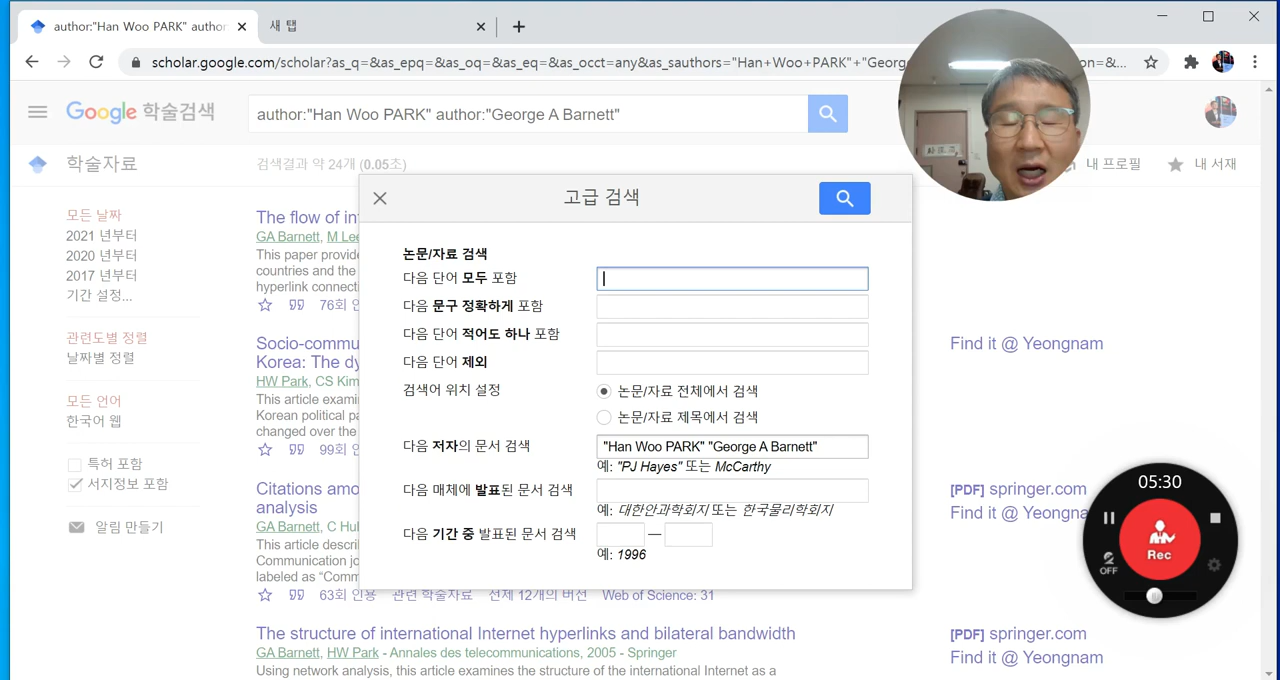 author:"Han Woo PARK" author
새 탭
scholar.google.com/scholar?as_q=&as_epq=&as_oq=&as_eq=&as_occt=any&as_sauthors="Han+Woo+PARK"+"Georg
on=&...
Google 학술검색
author:"Han Woo PARK" author:"George A Barnett"
학술자료
검색결과 약 24개 (0.05초)
내 프로필
내 서재
고급 검색
모든 날짜
2021 년부터
2020 년부터
2017 년부터
기간 설정...
관련도별 정렬
날짜별 정렬
모든 언어
한국어 웹
특허 포함
서지정보 포함
알림 만들기
The flow of in
GA Barnett, M Lee
This paper provide
countries and the
hyperlink connecti
76회 인
Socio-commu
Korea: The dy
HW Park, CS Kim
This article examin
Korean political pa
changed over the
99회 인
Citations amo
analysis
GA Barnett, C Hul
This article descri
Communication jo
labeled as “Comm
63회 인용 관련 학술자료 전체 12개의 버전 Web of Science: 31
The structure of international Internet hyperlinks and bilateral bandwidth
GA Barnett, HW Park - Annales des telecommunications, 2005 - Springer
Using network analysis, this article examines the structure of the international Internet as a
논문/자료 검색
다음 단어 모두 포함
다음 문구 정확하게 포함
다음 단어 적어도 하나 포함
다음 단어 제외
검색어 위치 설정
논문/자료 전체에서 검색
논문/자료 제목에서 검색
다음 저자의 문서 검색
"Han Woo PARK" "George A Barnett"
예: "PJ Hayes" 또는 McCarthy
다음 매체에 발표된 문서 검색
예: 대한안과학회지 또는 한국물리학회지
다음 기간 중 발표된 문서 검색
—
예: 1996
Find it @ Yeongnam
[PDF] springer.com
Find it @ Yeongna
[PDF] springer.com
Find it @ Yeongnam
05:30
Rec
OFF